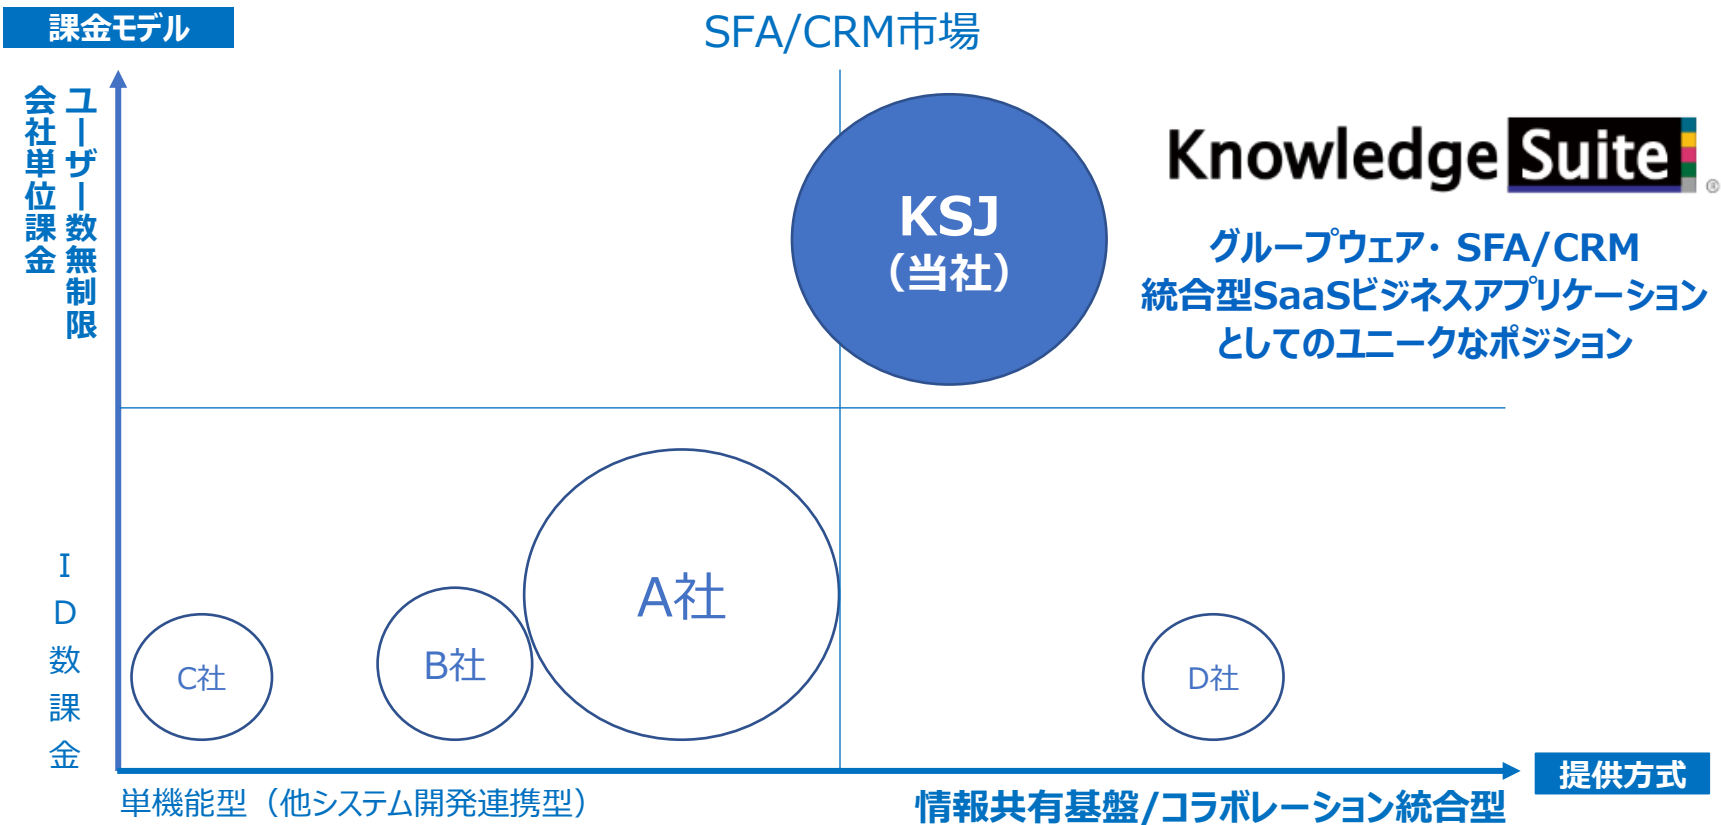 課金モデル
SFA/CRM市場
ユーザー数無制限
会社単位課金
KnowledgeSuite®
KSJ
（当社）
グループウェア・ SFA/CRM
統合型SaaSビジネスアプリケーション
としてのユニークなポジション
ID数課金
A社
B社
C社
D社
提供方式
単機能型（他システム開発連携型）
情報共有基盤/コラボレーション統合型